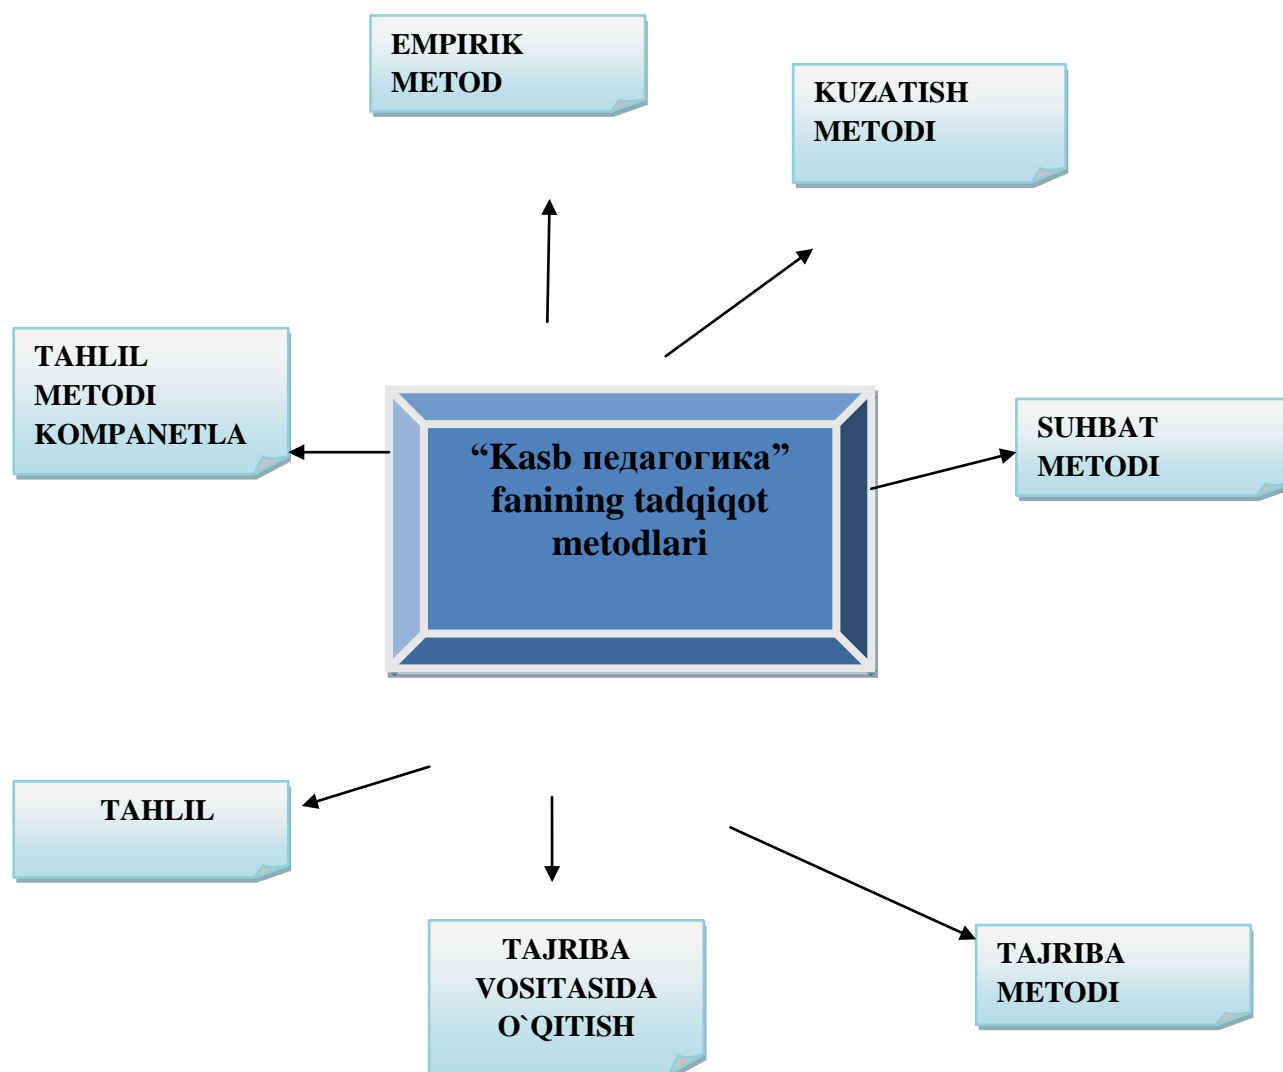 EMPIRIK
METOD
KUZATISH
METODI
TAHLIL
METODI
KOMPANETLA
“Kasb педагогика”
fanining tadqiqot
metodlari
SUHBAT
METODI
TAHLIL
TAJRIBA
VOSITASIDA
O`QITISH
TAJRIBA
METODI